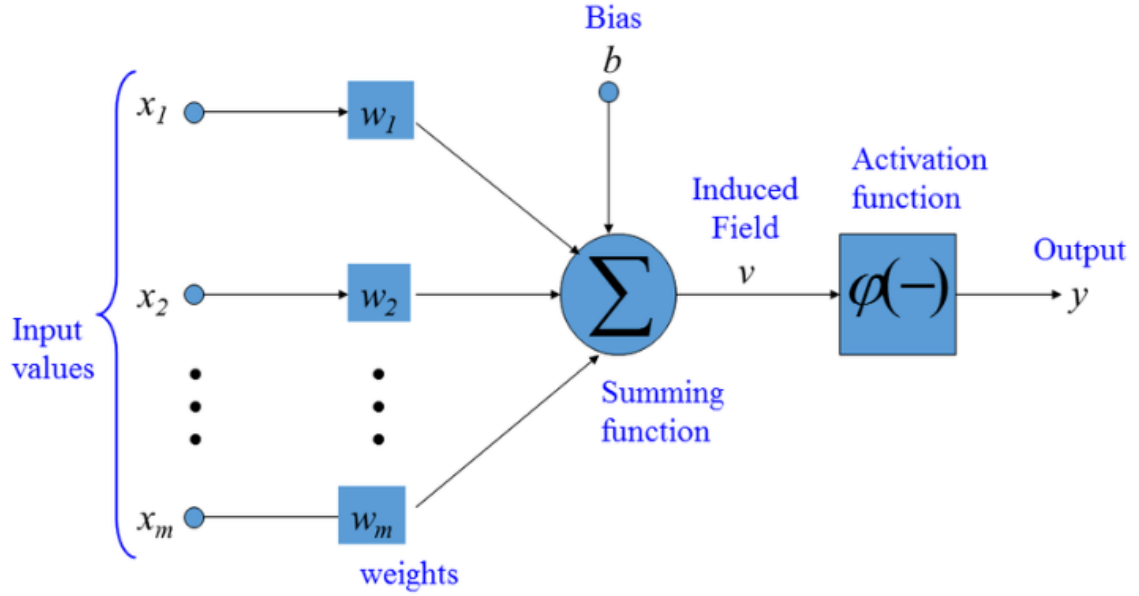 Bias
b
x1
w1
Activation
function
Induced
Field
Output
v
∑
φ(−)
y
x2
w2
Input
values
Summing
function
xm
wm
weights